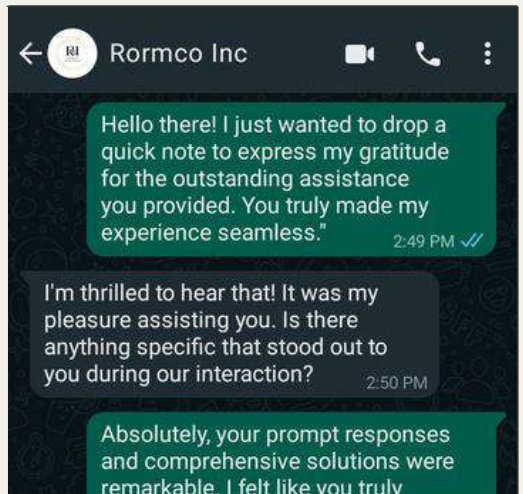 Rormco Inc
Hello there! I just wanted to drop a
quick note to express my gratitude
for the outstanding assistance
you provided. You truly made my
experience seamless."
2:49 PM
I'm thrilled to hear that! It was my
pleasure assisting you. Is there
anything specific that stood out to
you during our interaction?
2:50 PM
Absolutely, your prompt responses
and comprehensive solutions were
remarkable. I felt like you truly